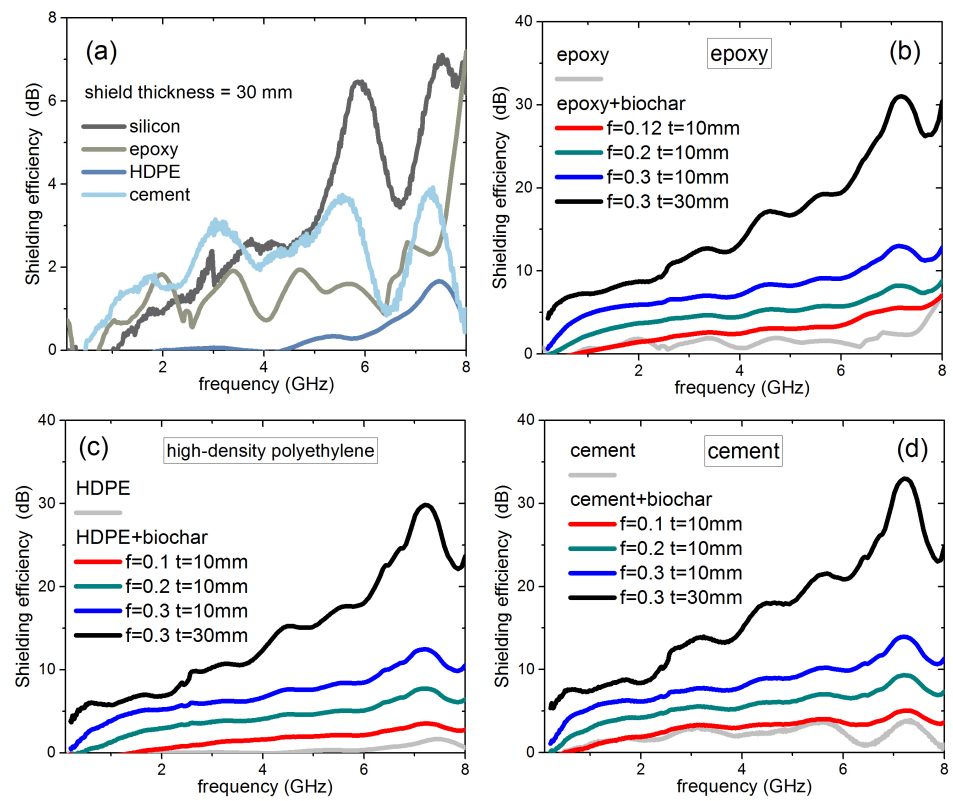 (a)
shield thickness = 30 mm
silicon
epoxy
HDPE
cement
8
6
4
2
0
2
4
6
8
Shielding efficiency (dB)
frequency (GHz)
(b)
epoxy
epoxy
epoxy+biochar
f=0.12 t=10mm
f=0.2 t=10mm
f=0.3 t=10mm
f=0.3 t=30mm
40
30
20
10
0
2
4
6
8
Shielding efficiency (dB)
frequency (GHz)
(c)
high-density polyethylene
HDPE
HDPE+biochar
f=0.1 t=10mm
f=0.2 t=10mm
f=0.3 t=10mm
f=0.3 t=30mm
40
30
20
10
0
2
4
6
8
Shielding efficiency (dB)
frequency (GHz)
(d)
cement
cement
cement+biochar
f=0.1 t=10mm
f=0.2 t=10mm
f=0.3 t=10mm
f=0.3 t=30mm
40
30
20
10
0
2
4
6
8
Shielding efficiency (dB)
frequency (GHz)